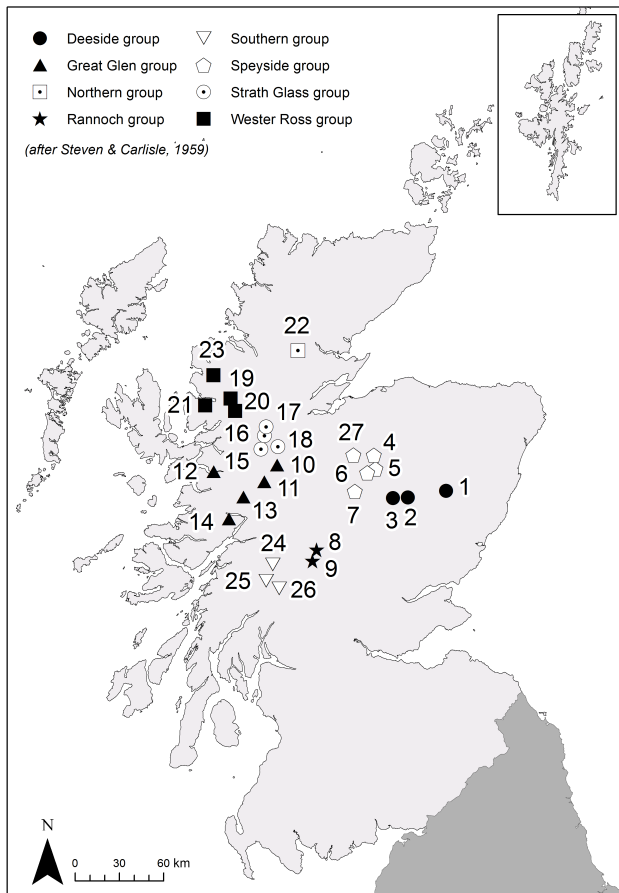 Deeside group
Great Glen group
Northern group
Rannoch group
Southern group
Speyside group
Strath Glass group
Wester Ross group
(after Steven & Carlisle, 1959)
22
23
19
21
20
17
16
18
15
27
4
12
10
6
5
11
1
13
7
3
2
14
8
24
9
25
26
N
0 30 60 km